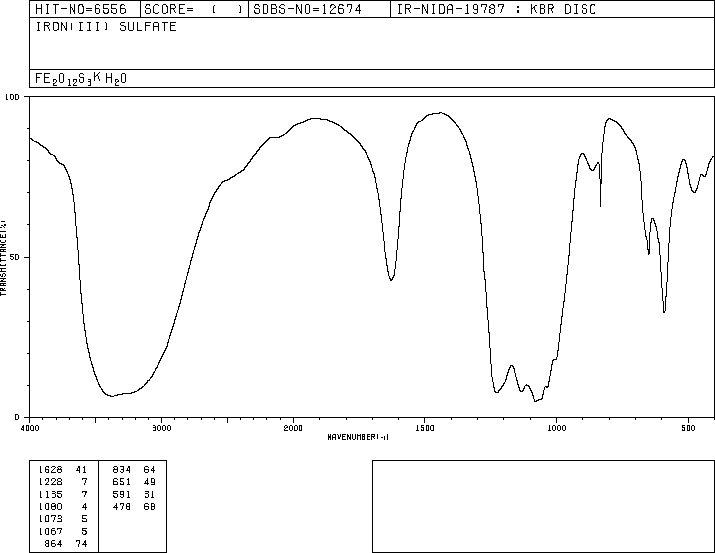 HIT-NO=6556 SCORE= ( ) SDBS-NO=12674 IR-NIDA-19787 : KBR DISC
IRON(III) SULFATE
FE2O12S3K H2O
100
50
0
TRANSMITTANCE(%)
4000 3000 2000 1500 1000 500
WAVENUMBER(-1)
1628 41 834 64
1228 7 651 49
1135 7 591 31
1080 4 478 68
1073 5
1067 5
864 74